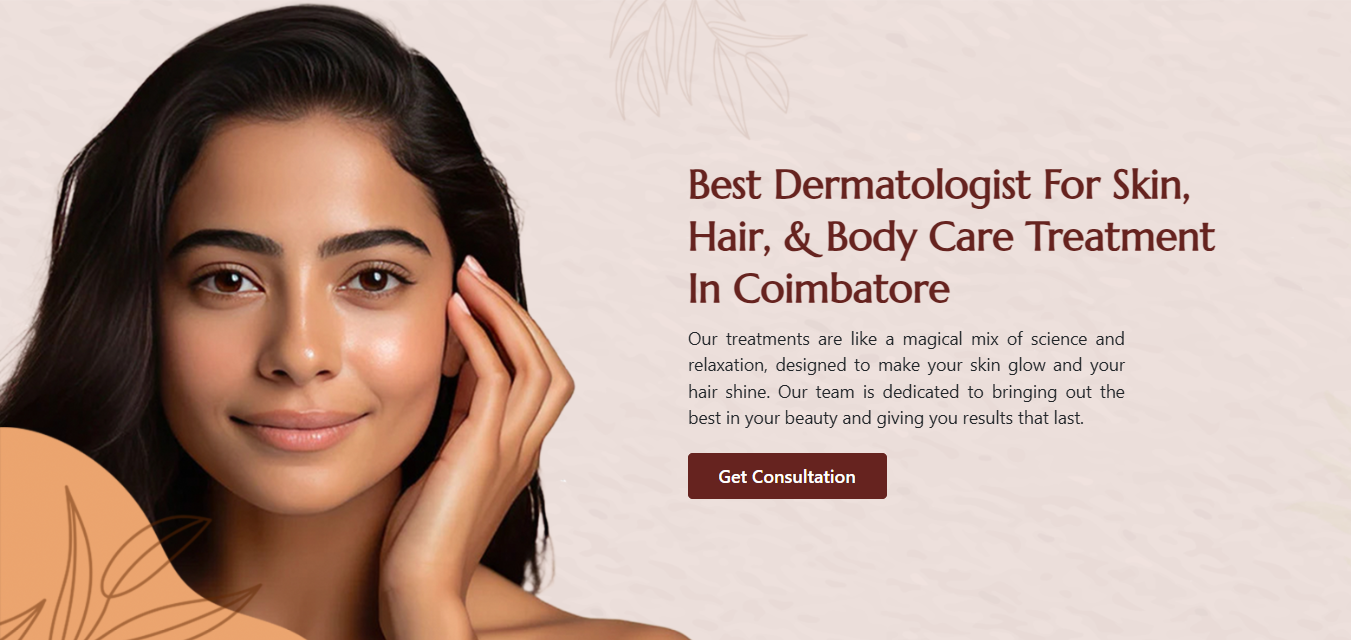 Best Dermatologist For Skin,
Hair, & Body Care Treatment
In Coimbatore
Our treatments are like a magical mix of science and
relaxation, designed to make your skin glow and your
hair shine. Our team is dedicated to bringing out the
best in your beauty and giving you results that last.
Get Consultation